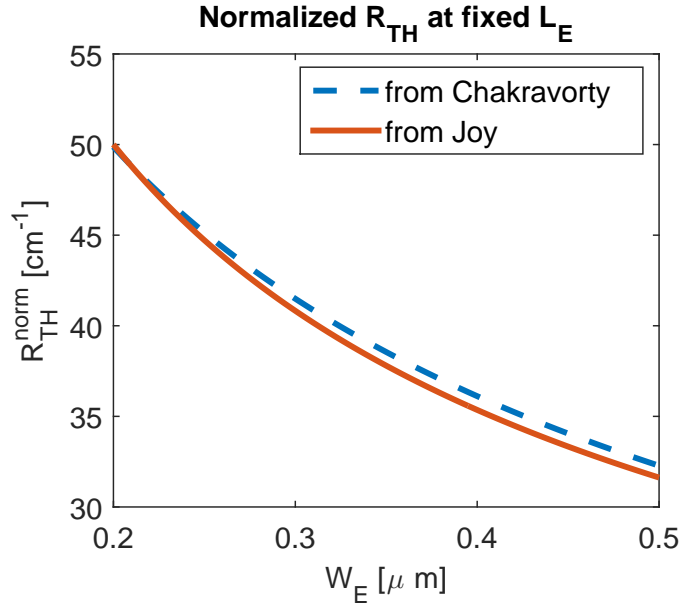 Normalized R_TH at fixed L_E
55
from Chakravorty
from Joy
50
45
40
35
30
R_TH^norm [cm^-1]
0.2 0.3 0.4 0.5
W_E [μ m]